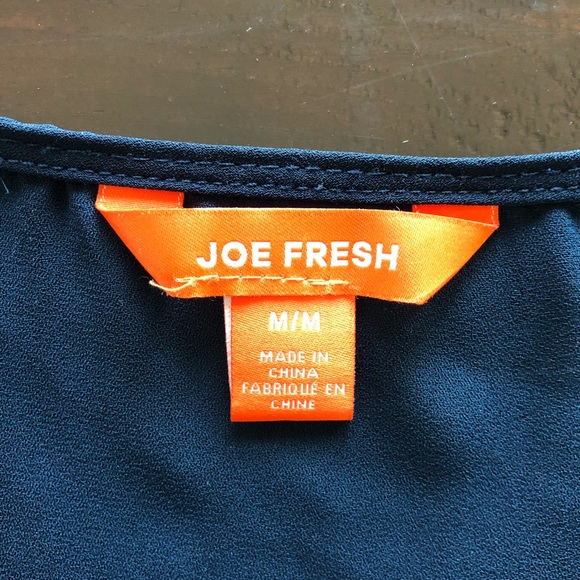 JOE FRESH
M/M
MADE IN
CHINA
FABRIQUÉ EN
CHINE